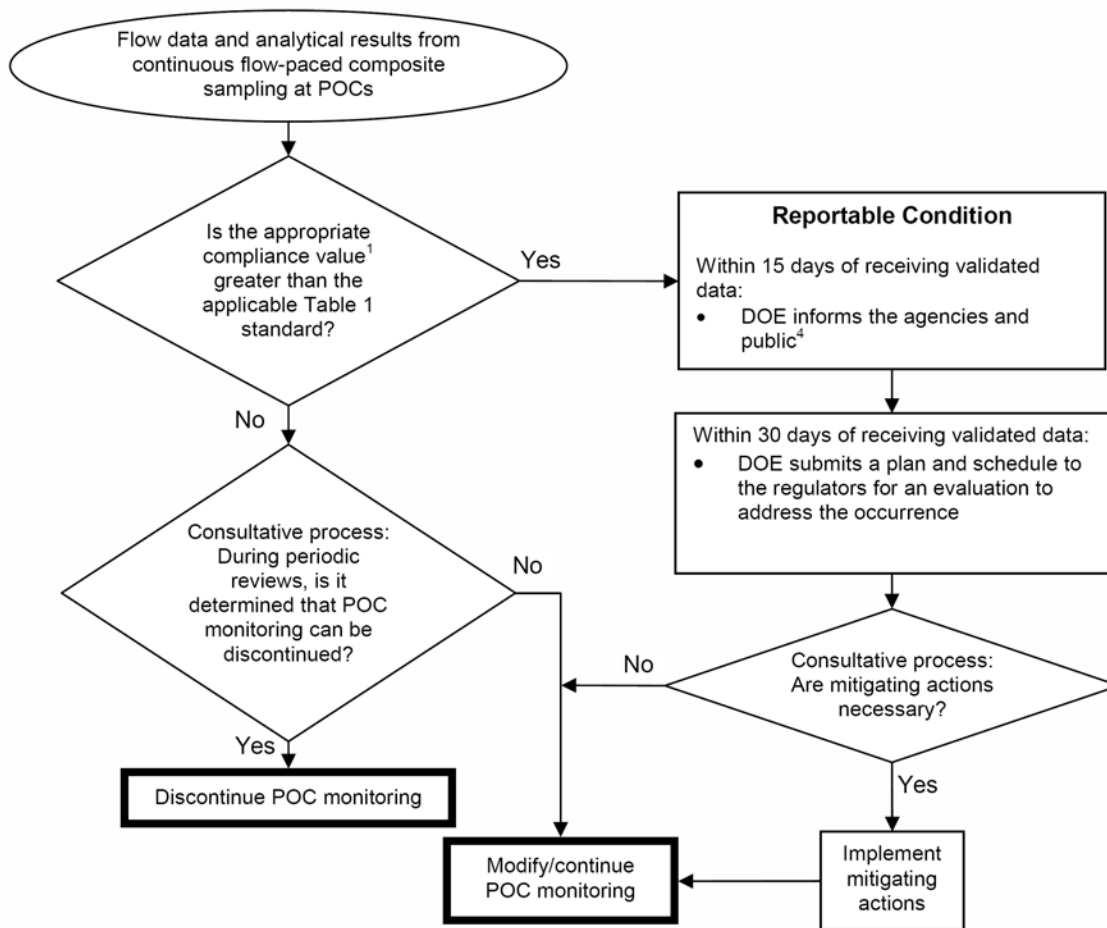 Flow data and analytical results from
continuous flow-paced composite
sampling at POCs
Is the appropriate
compliance value1
greater than the
applicable Table 1
standard?
Yes
Reportable Condition
Within 15 days of receiving validated
data:
• DOE informs the agencies and
public4
No
Within 30 days of receiving validated data:
• DOE submits a plan and schedule to
the regulators for an evaluation to
address the occurrence
Consultative process:
During periodic
reviews, is it
determined that POC
monitoring can be
discontinued?
No
No
Consultative process:
Are mitigating actions
necessary?
Yes
Discontinue POC monitoring
Yes
Modify/continue
POC monitoring
Implement
mitigating
actions